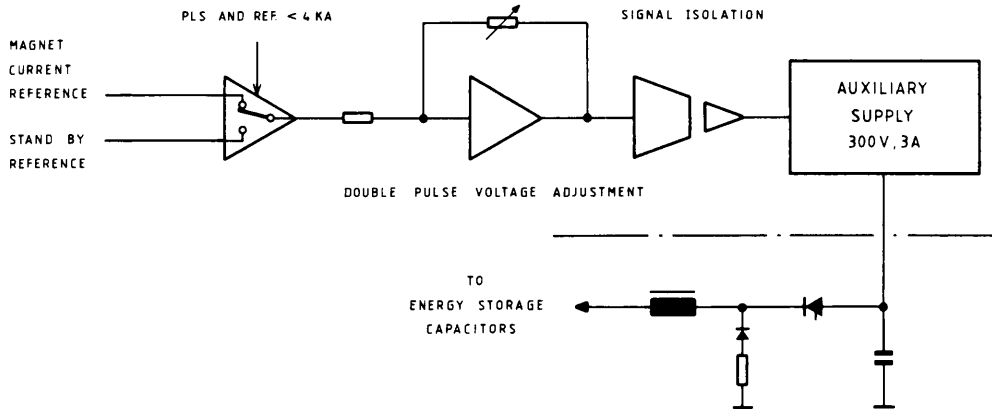 PLS AND REF. < 4 KA
SIGNAL ISOLATION
MAGNET
CURRENT
REFERENCE
STAND BY
REFERENCE
AUXILIARY
SUPPLY
300V, 3A
DOUBLE PULSE VOLTAGE ADJUSTMENT
TO
ENERGY STORAGE
CAPACITORS